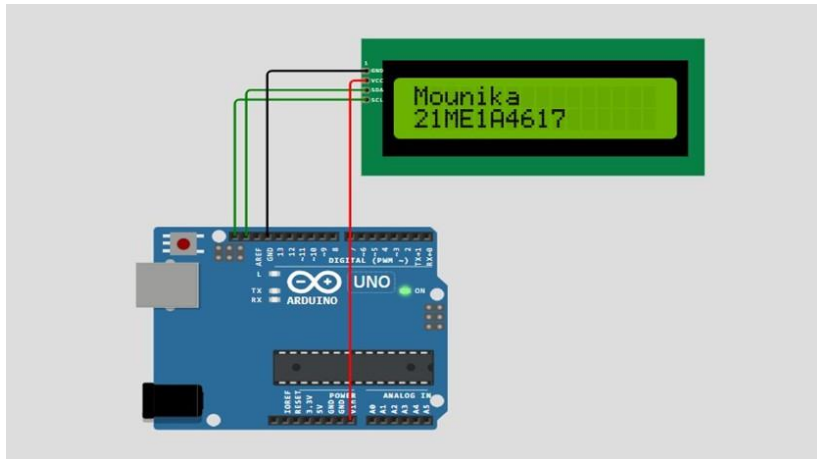 1
GND
VCC
SDA
SCL
Mounika
21ME1A4617
AREF
GND
13
12
~11
~10
~9
8
7
~6
~5
4
~3
2
TX→1
RX←0
DIGITAL (PWM ~)
L
TX
RX
UNO
ARDUINO
ON
POWER
ANALOG IN
IOREF
RESET
3.3V
5V
GND
GND
Vin
A0
A1
A2
A3
A4
A5